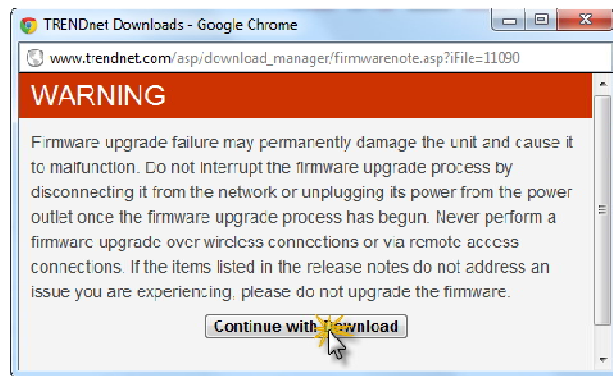 TRENDnet Downloads - Google Chrome
www.trendnet.com/asp/download_manager/firmwarenote.asp?iFile=11090
WARNING
Firmware upgrade failure may permanently damage the unit and cause it
to malfunction. Do not interrupt the firmware upgrade process by
disconnecting it from the network or unplugging its power from the power
outlet once the firmware upgrade process has begun. Never perform a
firmware upgrade over wireless connections or via remote access
connections. If the items listed in the release notes do not address an
issue you are experiencing, please do not upgrade the firmware.
Continue with Download